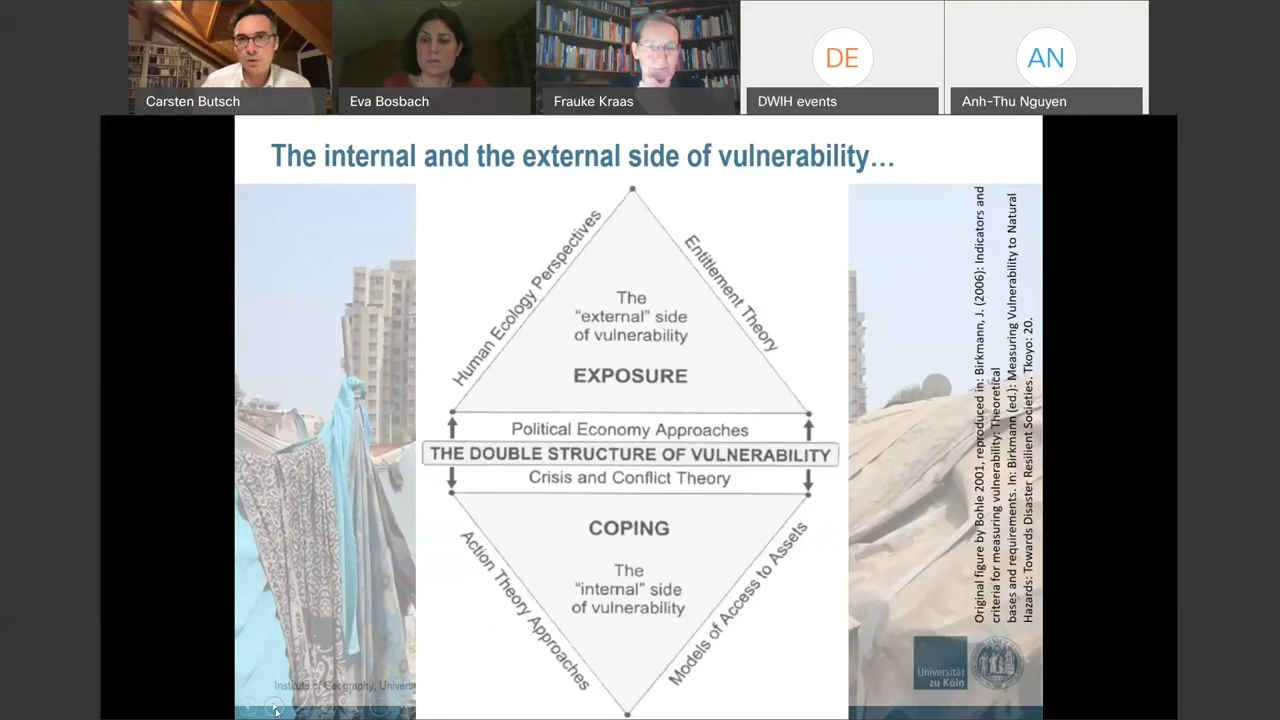 DE
AN
Carsten Butsch
Eva Bosbach
Frauke Kraas
DWIH events
Anh-Thu Nguyen
The internal and the external side of vulnerability…
Human Ecology Perspectives
Entitlement Theory
The
“external” side
of vulnerability
EXPOSURE
Political Economy Approaches
THE DOUBLE STRUCTURE OF VULNERABILITY
Crisis and Conflict Theory
COPING
The
“internal” side
of vulnerability
Action Theory Approaches
Models of Access to Assets
Original figure by Bohle 2001, reproduced in: Birkmann, J. (2006): Indicators and
criteria for measuring vulnerability: Theoretical
bases and requirements. In: Birkmann (ed.): Measuring Vulnerability to Natural
Hazards: Towards Disaster Resilient Societies. Tkoyo: 20.
Institute of Geography, Univers
Universität
zu Köln